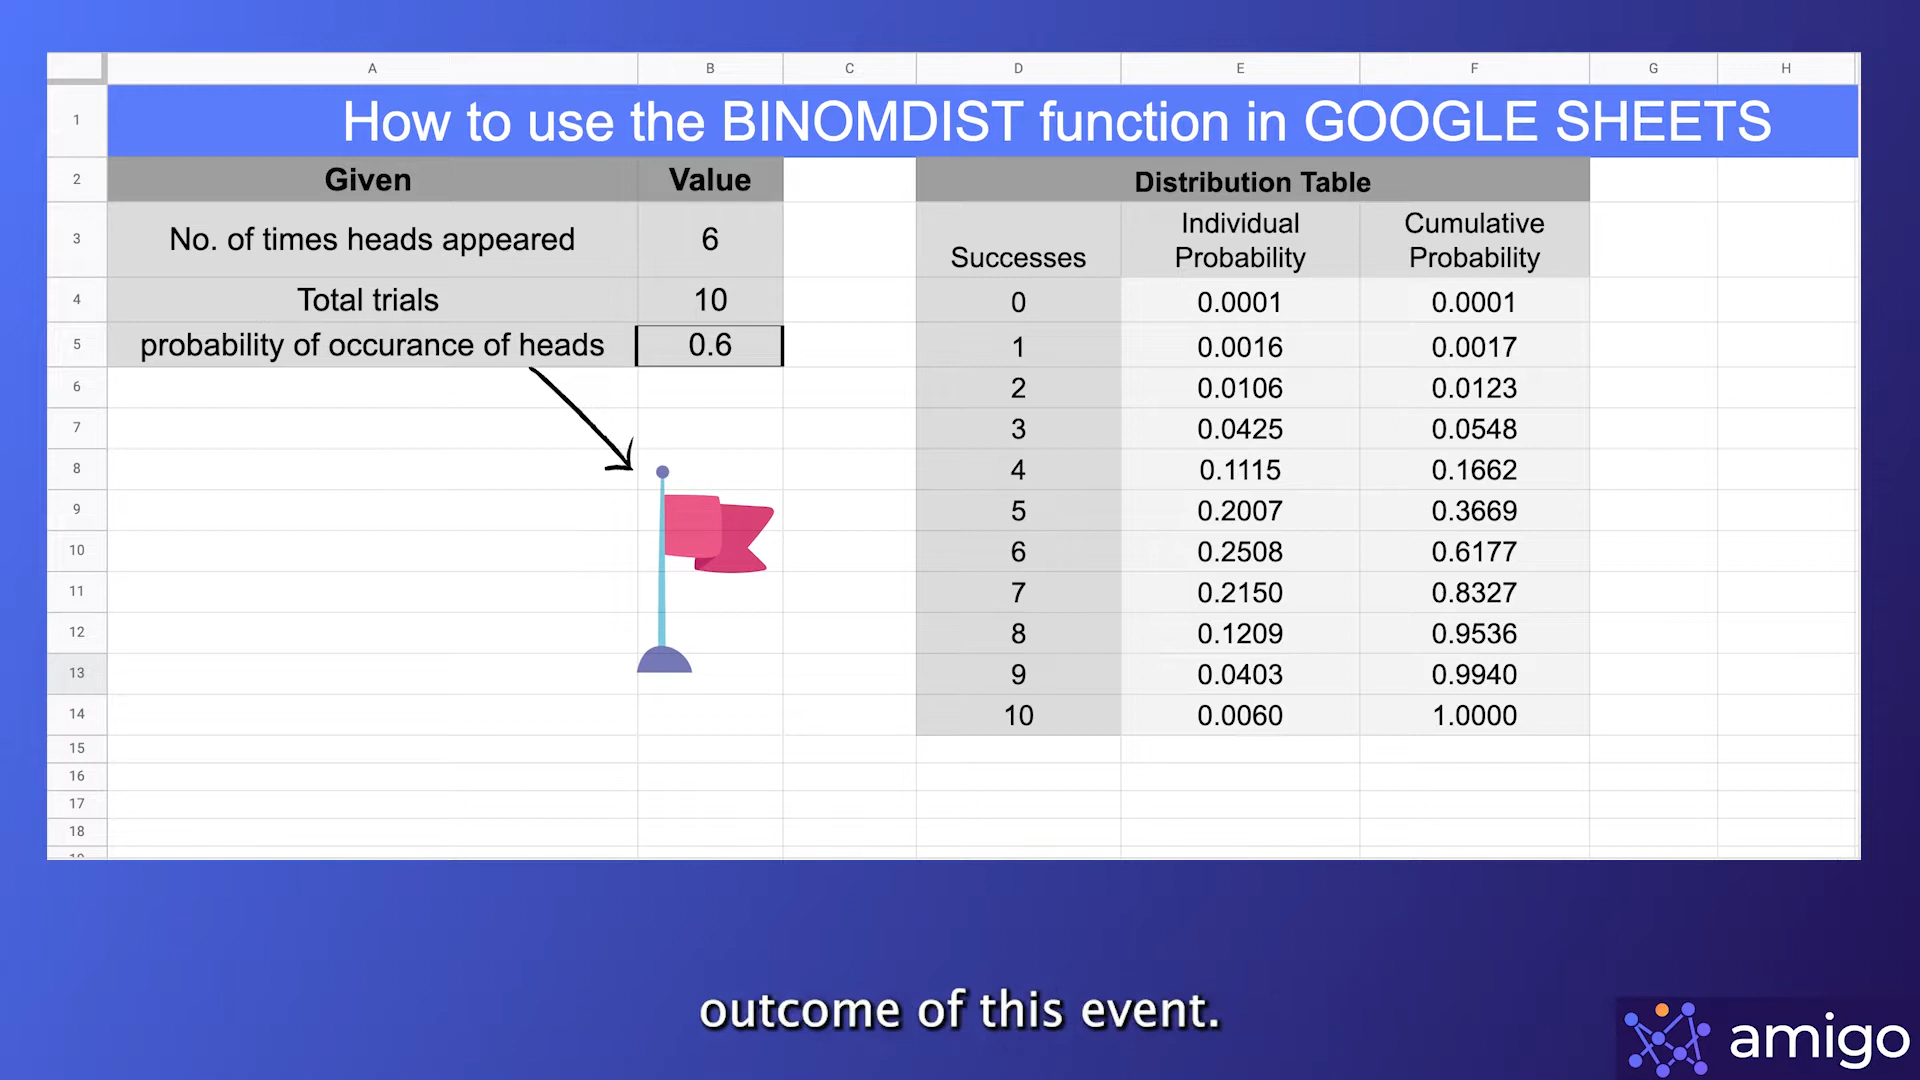 A B C D E F G H
1 How to use the BINOMDIST function in GOOGLE SHEETS
2 Given Value Distribution Table
3 No. of times heads appeared 6 Successes Individual Probability Cumulative Probability
4 Total trials 10 0 0.0001 0.0001
5 probability of occurance of heads 0.6 1 0.0016 0.0017
6 2 0.0106 0.0123
7 3 0.0425 0.0548
8 4 0.1115 0.1662
9 5 0.2007 0.3669
10 6 0.2508 0.6177
11 7 0.2150 0.8327
12 8 0.1209 0.9536
13 9 0.0403 0.9940
14 10 0.0060 1.0000
15
16
17
18
outcome of this event.
amigo